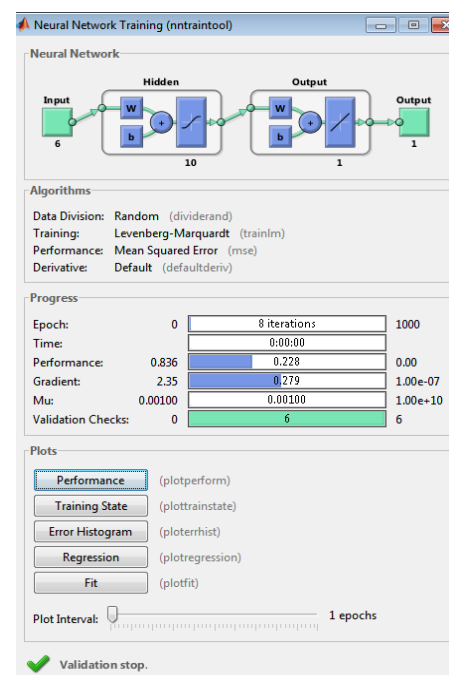 Neural Network Training (nntraintool)
Neural Network
Hidden Output
Input W b + W b + Output
6 10 1 1
Algorithms
Data Division: Random (dividerand)
Training: Levenberg-Marquardt (trainlm)
Performance: Mean Squared Error (mse)
Derivative: Default (defaultderiv)
Progress
Epoch: 0 8 iterations 1000
Time: 0:00:00
Performance: 0.836 0.228 0.00
Gradient: 2.35 0.279 1.00e-07
Mu: 0.00100 0.00100 1.00e+10
Validation Checks: 0 6 6
Plots
Performance (plotperform)
Training State (plottrainstate)
Error Histogram (ploterrhist)
Regression (plotregression)
Fit (plotfit)
Plot Interval: 1 epochs
Validation stop.